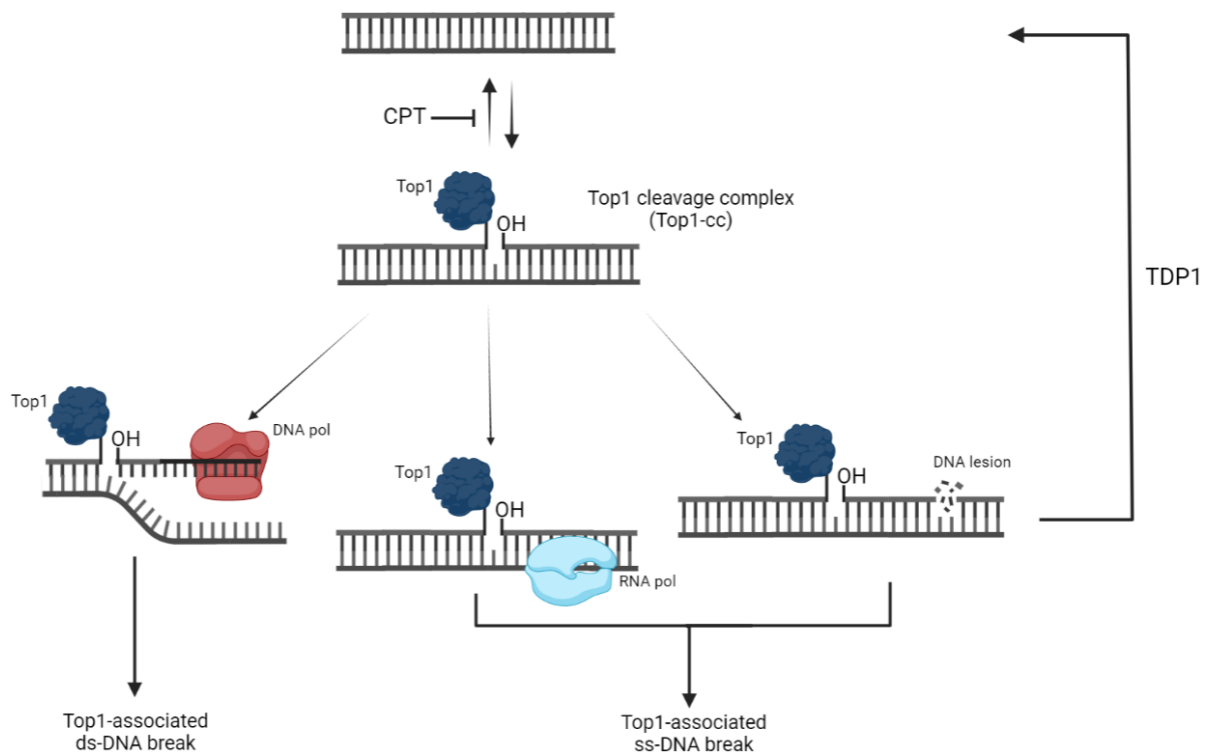 CPT
Top1
OH
Top1 cleavage complex
(Top1-cc)
TDP1
Top1
OH
DNA pol
Top1
OH
RNA pol
Top1
OH
DNA lesion
Top1-associated
ds-DNA break
Top1-associated
ss-DNA break